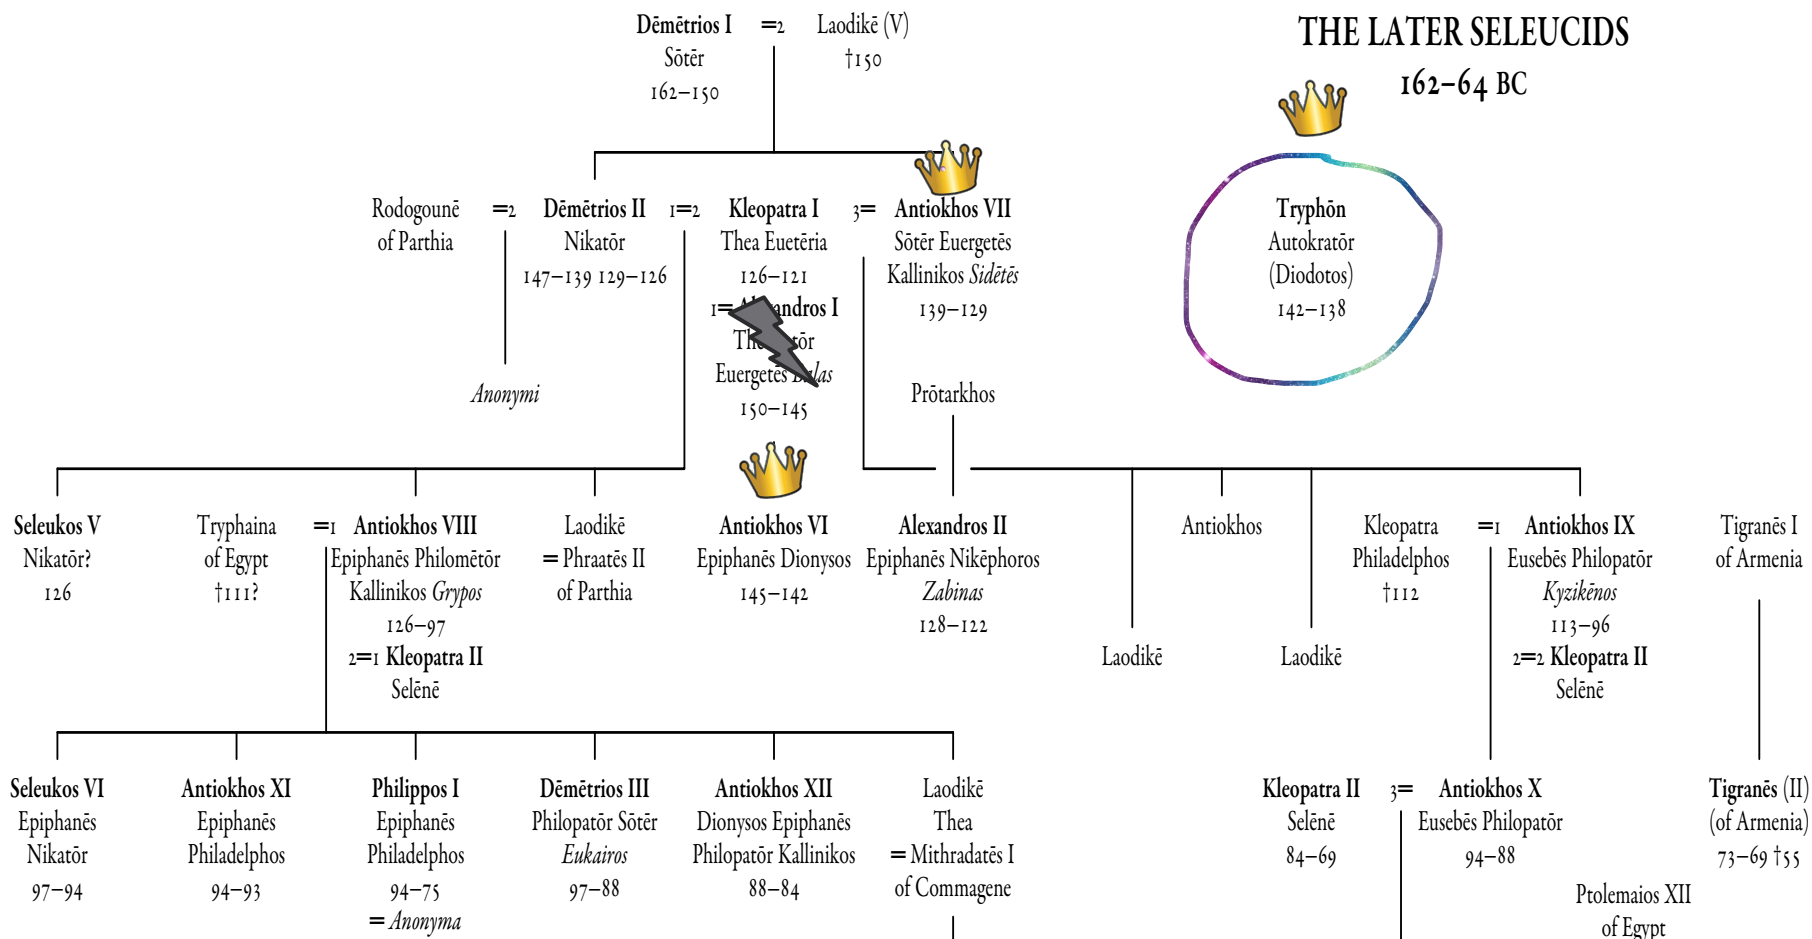 THE LATER SELEUCIDS
162–64 BC
Dēmētrios I =2 Laodikē (V)
Sōtēr †150
162–150
Rodogounē =2 Dēmētrios II 1=2 Kleopatra I 3= Antiokhos VII Tryphōn
of Parthia Nikatōr Thea Euetēria Sōtēr Euergetēs Autokratōr
147–139 129–126 126–121 Kallinikos Sidētēs (Diodotos)
1= I 139–129 142–138
Euergetēs
Anonymi 150–145 Prōtarkhos
Seleukos V Tryphaina =1 Antiokhos VIII Laodikē Antiokhos VI Alexandros II Antiokhos Kleopatra =1 Antiokhos IX Tigranēs I
Nikatōr? of Egypt Epiphanēs Philomētōr = Phraatēs II Epiphanēs Dionysos Epiphanēs Nikēphoros Philadelphos Eusebēs Philopatōr of Armenia
126 †111? Kallinikos Grypos of Parthia 145–142 Zabinas †112 Kyzikēnos
126–97 128–122 113–96
2=1 Kleopatra II Laodikē Laodikē 2=2 Kleopatra II
Selēnē Selēnē
Seleukos VI Antiokhos XI Philippos I Dēmētrios III Antiokhos XII Laodikē Kleopatra II 3= Antiokhos X Tigranēs (II)
Epiphanēs Epiphanēs Epiphanēs Philopatōr Sōtēr Dionysos Epiphanēs Thea Selēnē Eusebēs Philopatōr (of Armenia)
Nikatōr Philadelphos Philadelphos Eukairos Philopatōr Kallinikos = Mithradatēs I 84–69 94–88 73–69 †55
97–94 94–93 94–75 97–88 88–84 of Commagene Ptolemaios XII
= Anonyma of Egypt